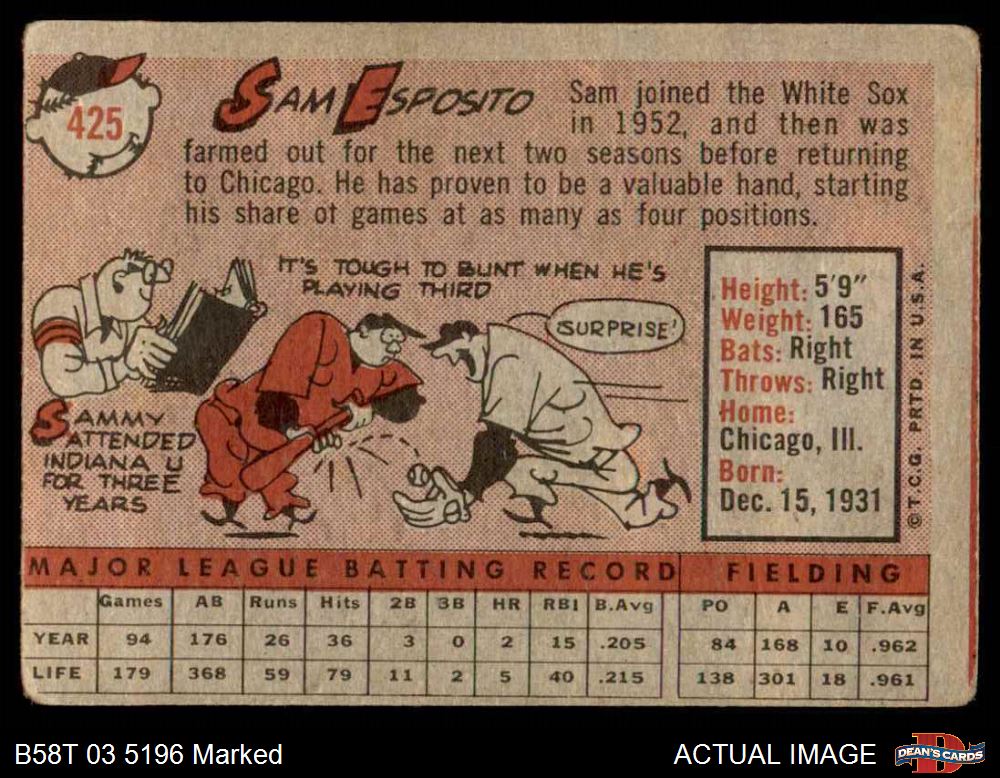 425
SAM ESPOSITO
Sam joined the White Sox
in 1952, and then was
farmed out for the next two seasons before returning
to Chicago. He has proven to be a valuable hand, starting
his share of games at as many as four positions.
IT'S TOUGH TO BUNT WHEN HE'S
PLAYING THIRD
SURPRISE!
SAMMY
ATTENDED
INDIANA U
FOR THREE
YEARS
Height: 5'9"
Weight: 165
Bats: Right
Throws: Right
Home:
Chicago, Ill.
Born:
Dec. 15, 1931
© T.C.G. PRTD. IN U.S.A.
MAJOR LEAGUE BATTING RECORD FIELDING
Games AB Runs Hits 2B 3B HR RBI B.Avg PO A E F.Avg
YEAR 94 176 26 36 3 0 2 15 .205 84 168 10 .962
LIFE 179 368 59 79 11 2 5 40 .215 138 301 18 .961
B58T 03 5196 Marked ACTUAL IMAGE DEAN'S CARDS